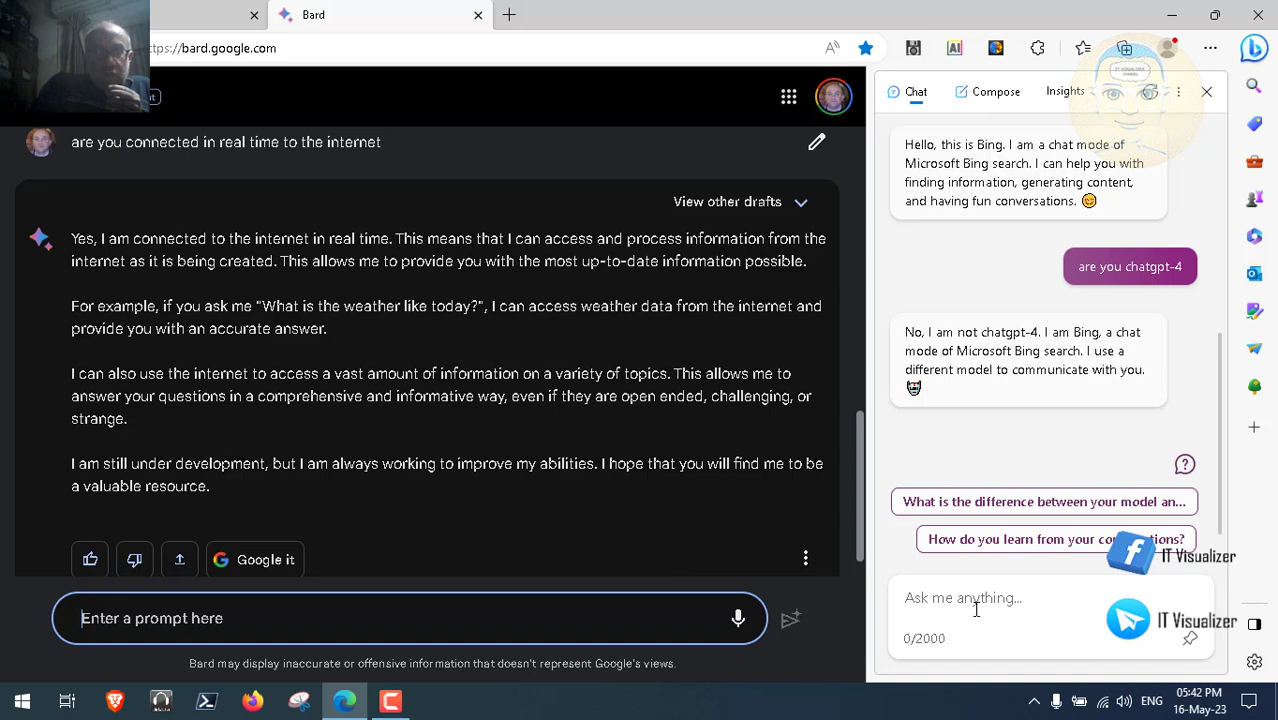 Bard
ttps://bard.google.com
are you connected in real time to the internet
View other drafts
Yes, I am connected to the internet in real time. This means that I can access and process information from the
internet as it is being created. This allows me to provide you with the most up-to-date information possible.
For example, if you ask me "What is the weather like today?", I can access weather data from the internet and
provide you with an accurate answer.
I can also use the internet to access a vast amount of information on a variety of topics. This allows me to
answer your questions in a comprehensive and informative way, even if they are open ended, challenging, or
strange.
I am still under development, but I am always working to improve my abilities. I hope that you will find me to be
a valuable resource.
Google it
Enter a prompt here
Bard may display inaccurate or offensive information that doesn't represent Google's views.
Chat
Compose
Insights
IT VISUALIZER
CHANNEL
Hello, this is Bing. I am a chat mode of
Microsoft Bing search. I can help you with
finding information, generating content,
and having fun conversations.
are you chatgpt-4
No, I am not chatgpt-4. I am Bing, a chat
mode of Microsoft Bing search. I use a
different model to communicate with you.
What is the difference between your model an...
How do you learn from your tions?
IT Visualizer
Ask me anything...
IT Visualizer
0/2000
ENG
05:42 PM
16-May-23